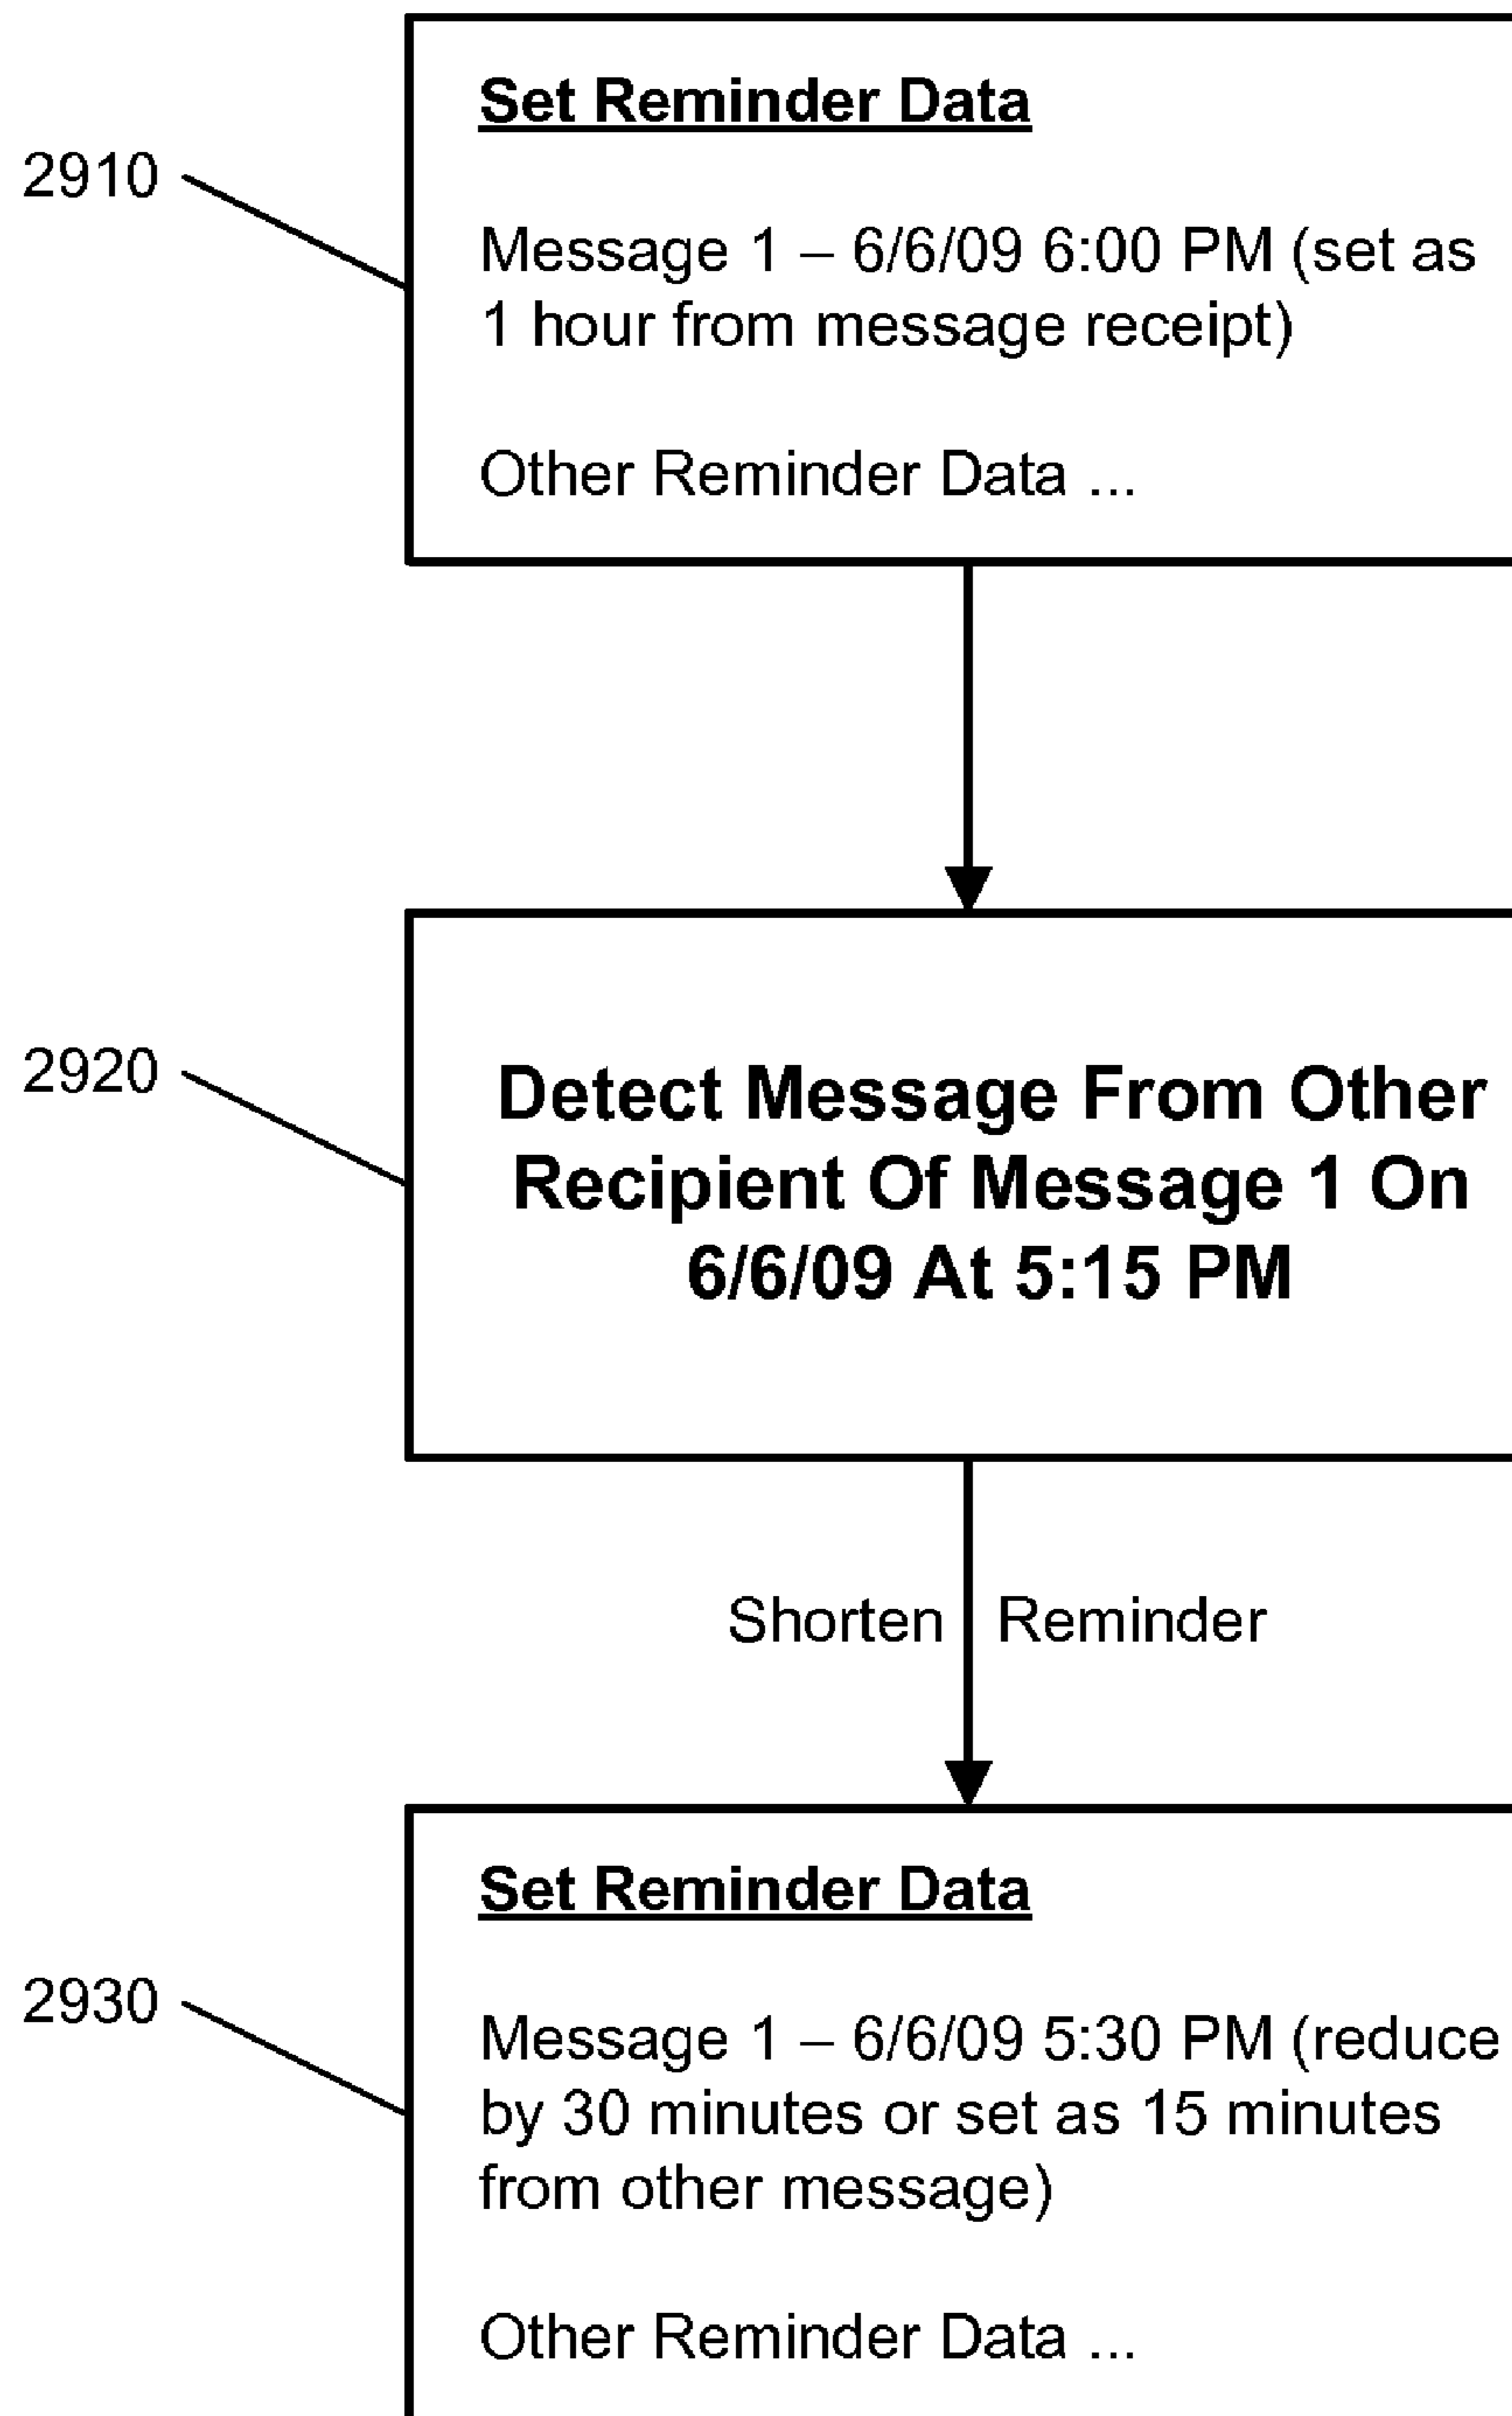 Set Reminder Data
2910
Message 1 – 6/6/09 6:00 PM (set as
1 hour from message receipt)
Other Reminder Data ...
2920
Detect Message From Other
Recipient Of Message 1 On
6/6/09 At 5:15 PM
Shorten Reminder
Set Reminder Data
2930
Message 1 – 6/6/09 5:30 PM (reduce
by 30 minutes or set as 15 minutes
from other message)
Other Reminder Data ...